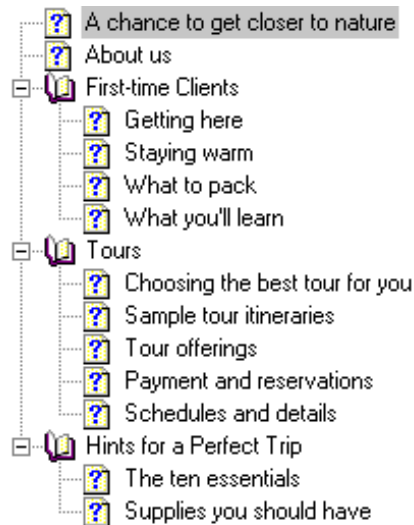 A chance to get closer to nature
About us
First-time Clients
Getting here
Staying warm
What to pack
What you'll learn
Tours
Choosing the best tour for you
Sample tour itineraries
Tour offerings
Payment and reservations
Schedules and details
Hints for a Perfect Trip
The ten essentials
Supplies you should have